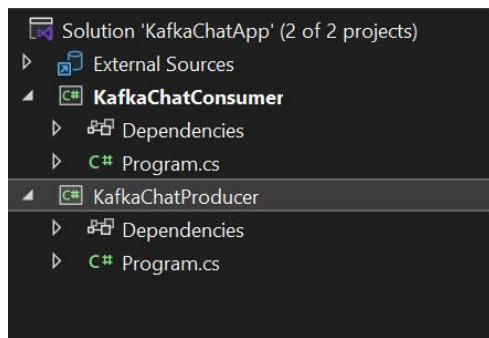 Solution 'KafkaChatApp' (2 of 2 projects)
External Sources
C# KafkaChatConsumer
Dependencies
C# Program.cs
C# KafkaChatProducer
Dependencies
C# Program.cs